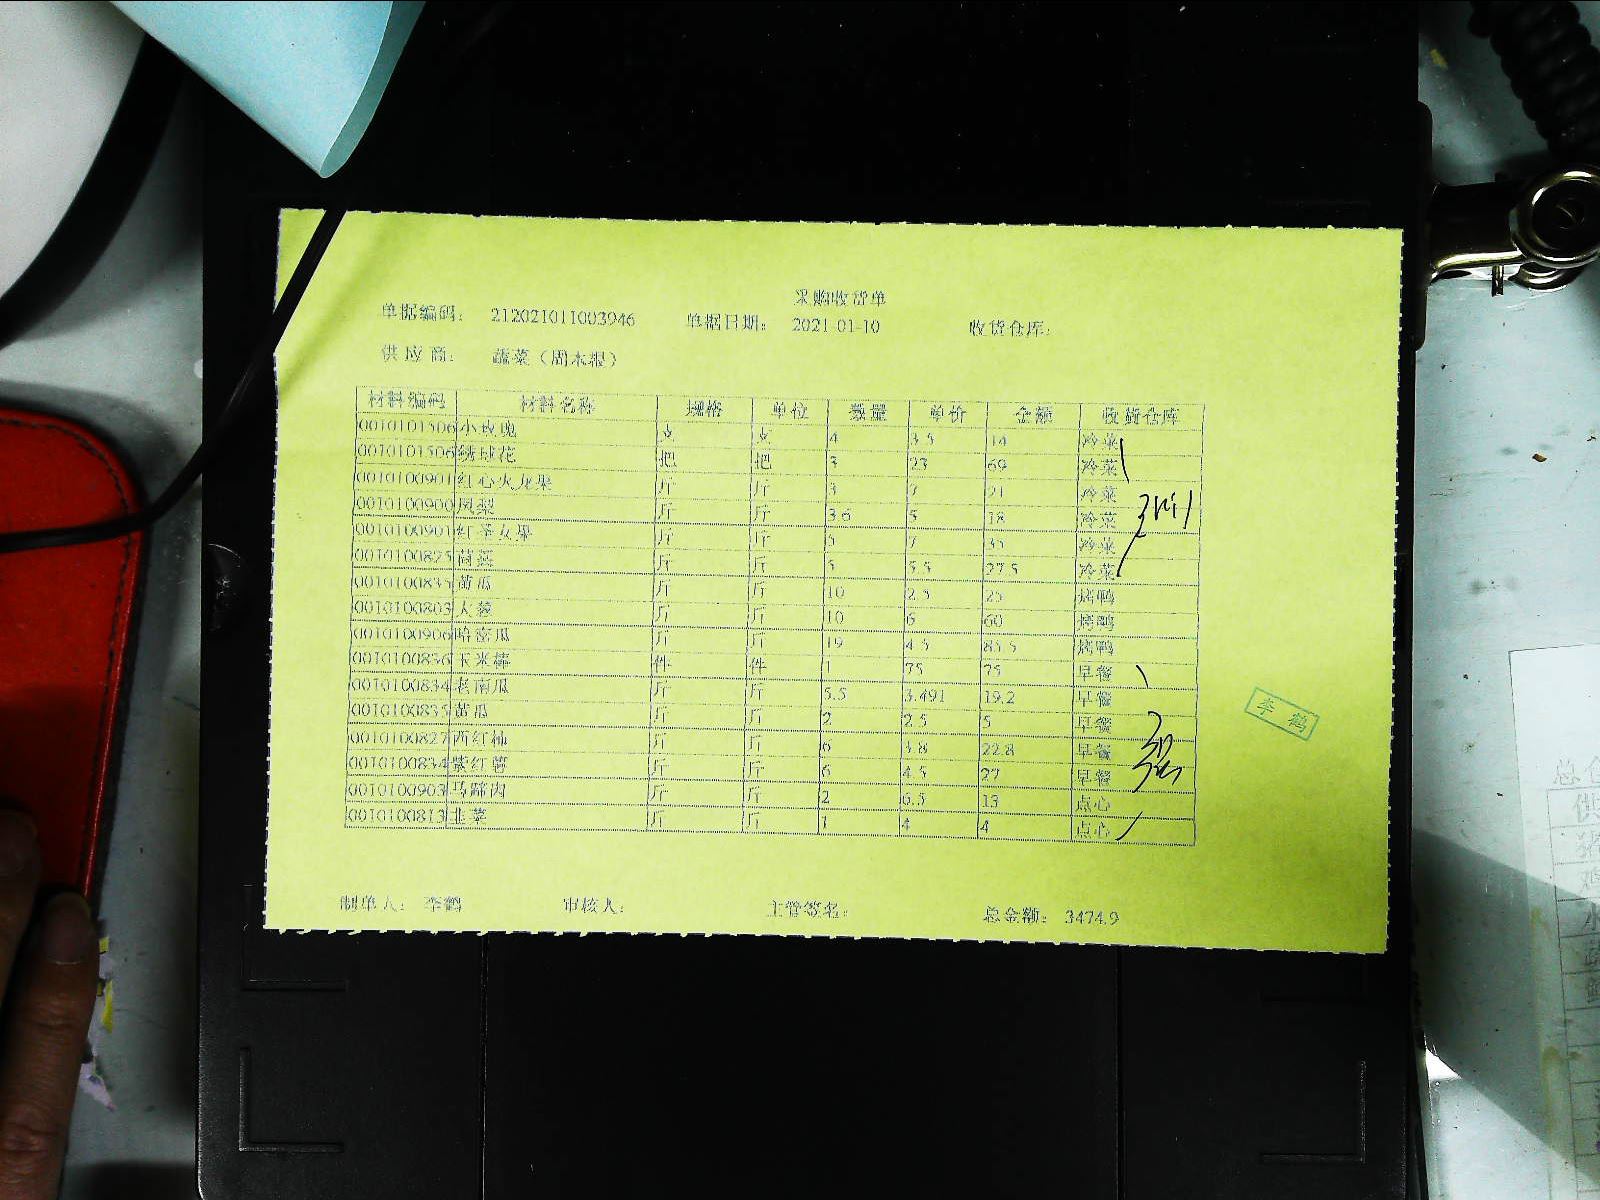 采购收货单
单据编码: 212021011003946 单据日期: 2021-01-10 收货仓库:
供应商: 蔬菜（周木根）
材料编码 材料名称 规格 单位 数量 单价 金额 收货仓库
0010101506 小玫瑰 支 支 4 3.5 14 冷菜
0010101506 绣球花 把 把 3 23 69 冷菜
0010100901 红心火龙果 斤 斤 3 7 21 冷菜
0010100900 凤梨 斤 斤 3.6 5 18 冷菜
0010100901 红圣女果 斤 斤 5 7 35 冷菜
0010100825 茼蒿 斤 斤 5 5.5 27.5 冷菜
0010100835 黄瓜 斤 斤 10 2.5 25 烤鸭
0010100803 大葱 斤 斤 10 6 60 烤鸭
0010100906 哈密瓜 斤 斤 19 4.5 85.5 烤鸭
0010100836 玉米棒 件 件 1 75 75 早餐
0010100834 老南瓜 斤 斤 5.5 3.491 19.2 早餐
0010100835 黄瓜 斤 斤 2 2.5 5 早餐
0010100827 西红柿 斤 斤 6 3.8 22.8 早餐
0010100834 紫红薯 斤 斤 6 4.5 27 早餐
0010100903 马蹄肉 斤 斤 2 6.5 13 点心
0010100813 韭菜 斤 斤 1 4 4 点心
李鹤
制单人: 李鹤 审核人: 主管签名: 总金额: 3474.9